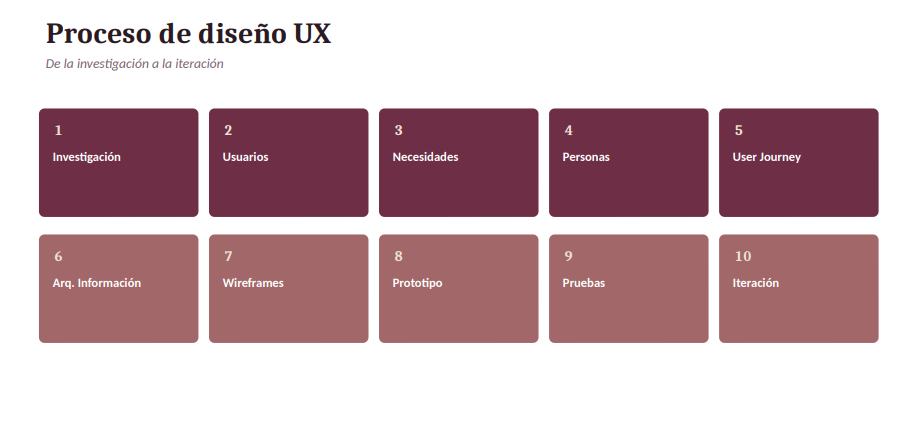 Proceso de diseño UX
De la investigación a la iteración
1
Investigación
2
Usuarios
3
Necesidades
4
Personas
5
User Journey
6
Arq. Información
7
Wireframes
8
Prototipo
9
Pruebas
10
Iteración